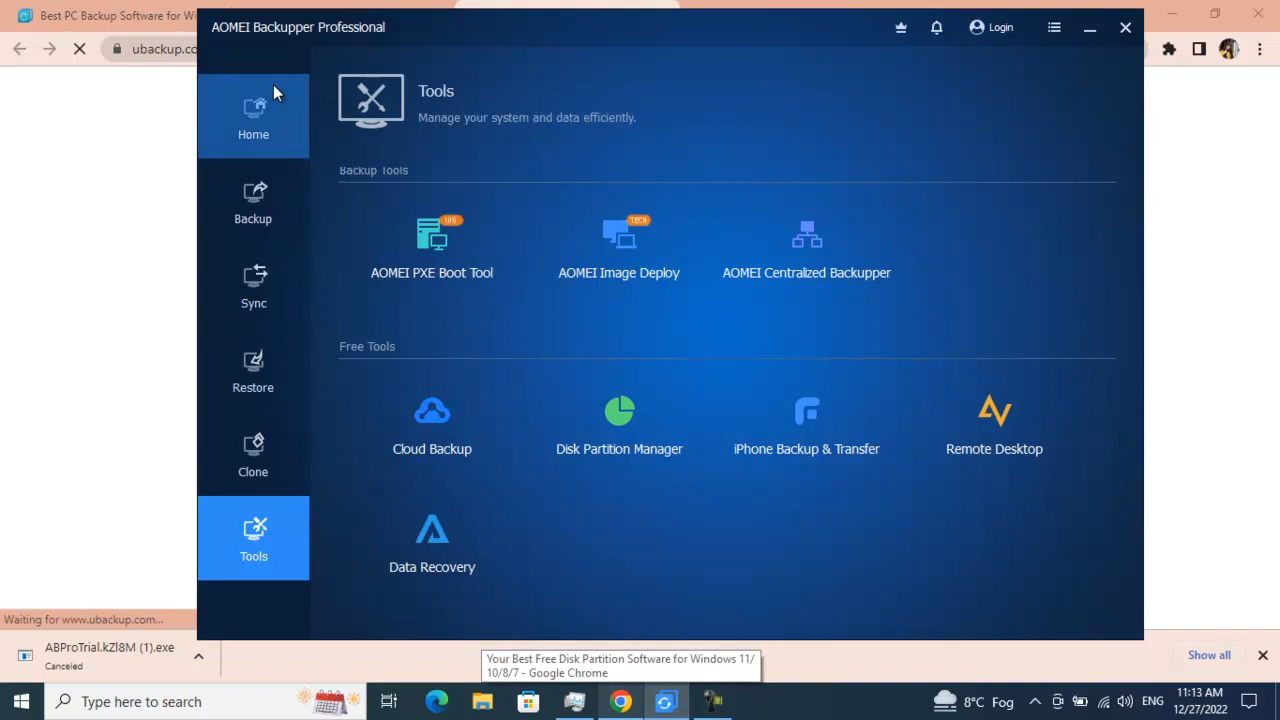 Best PC Backup Software for Wi
AOMEI Backupper Professional
Login
ubackup.co
Tools
Manage your system and data efficiently.
Home
Backup Tools
Backup
V/S
TECH
AOMEI PXE Boot Tool
AOMEI Image Deploy
AOMEI Centralized Backupper
Sync
Free Tools
Restore
Cloud Backup
Disk Partition Manager
iPhone Backup & Transfer
Remote Desktop
Clone
Tools
Data Recovery
Waiting for www.ubackup.com...
ABProTrial.kZl8M (1).exe
Canceled
Show all
Your Best Free Disk Partition Software for Windows 11/
10/8/7 - Google Chrome
Type here to search
8°C Fog
ENG
11:13 AM
12/27/2022